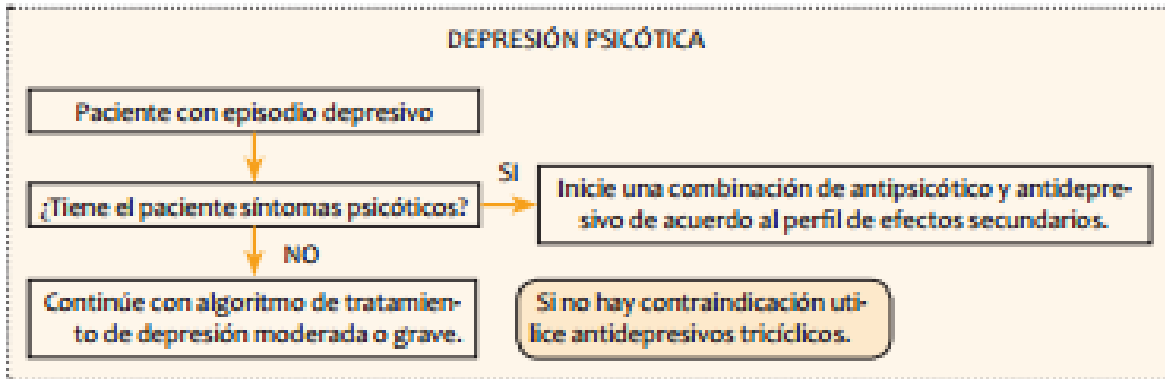 DEPRESIÓN PSICÓTICA
Paciente con episodio depresivo
¿Tiene el paciente síntomas psicóticos?
SI
Inicie una combinación de antipsicótico y antidepre-
sivo de acuerdo al perfil de efectos secundarios.
NO
Continúe con algoritmo de tratamien-
to de depresión moderada o grave.
Si no hay contraindicación uti-
lice antidepresivos tricíclicos.